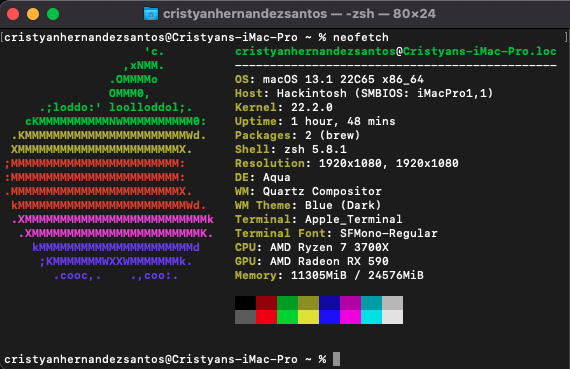 cristyanhernandezsantos — -zsh — 80×24
[cristyanhernandezsantos@Cristyans-iMac-Pro ~ % neofetch ]
'c.
,xNMM.
.OMMMMo
OMMM0,
.;loddo:' loolloddol;.
cKMMMMMMMMMMNWMMMMMMMMMM0:
.KMMMMMMMMMMMMMMMMMMMMMMMWd.
XMMMMMMMMMMMMMMMMMMMMMMMX.
;MMMMMMMMMMMMMMMMMMMMMMMM:
:MMMMMMMMMMMMMMMMMMMMMMMM:
.MMMMMMMMMMMMMMMMMMMMMMMMX.
kMMMMMMMMMMMMMMMMMMMMMMMMWd.
.XMMMMMMMMMMMMMMMMMMMMMMMMMMk
.XMMMMMMMMMMMMMMMMMMMMMMMMK.
kMMMMMMMMMMMMMMMMMMMMMMd
;KMMMMMMMWXXWMMMMMMMk.
.cooc,. .,coo:.
cristyanhernandezsantos@Cristyans-iMac-Pro.loc
----------------------------------------------
OS: macOS 13.1 22C65 x86_64
Host: Hackintosh (SMBIOS: iMacPro1,1)
Kernel: 22.2.0
Uptime: 1 hour, 48 mins
Packages: 2 (brew)
Shell: zsh 5.8.1
Resolution: 1920x1080, 1920x1080
DE: Aqua
WM: Quartz Compositor
WM Theme: Blue (Dark)
Terminal: Apple_Terminal
Terminal Font: SFMono-Regular
CPU: AMD Ryzen 7 3700X
GPU: AMD Radeon RX 590
Memory: 11305MiB / 24576MiB
cristyanhernandezsantos@Cristyans-iMac-Pro ~ %